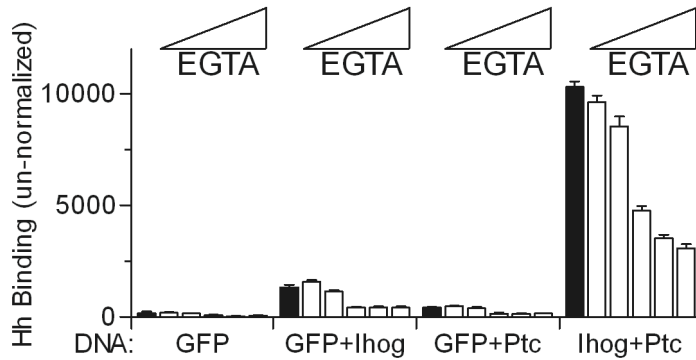 EGTA EGTA EGTA EGTA
Hh Binding (un-normalized)
10000
5000
0
DNA: GFP GFP+Ihog GFP+Ptc Ihog+Ptc